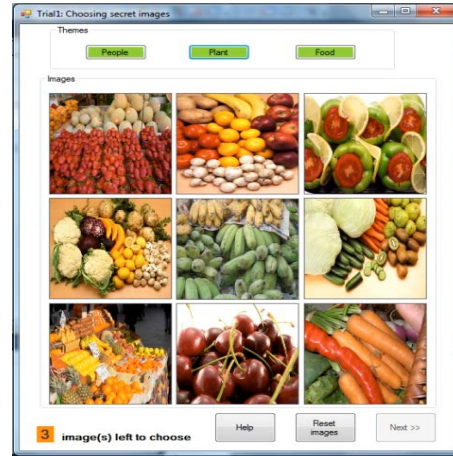 Trial1: Choosing secret images
Themes
People Plant Food
Images
3 image(s) left to choose
Help
Reset images
Next >>